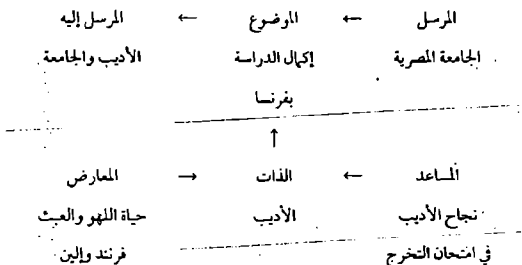 المرسل ← الموضوع ← المرسل إليه
الجامعة المصرية إكمال الدراسة الأديب والجامعة
بفرنسا
↑
المساعد ← الذات → المعارض
نجاح الأديب الأديب حياة اللهو والعبث
في امتحان التخرج فرنند وإلين